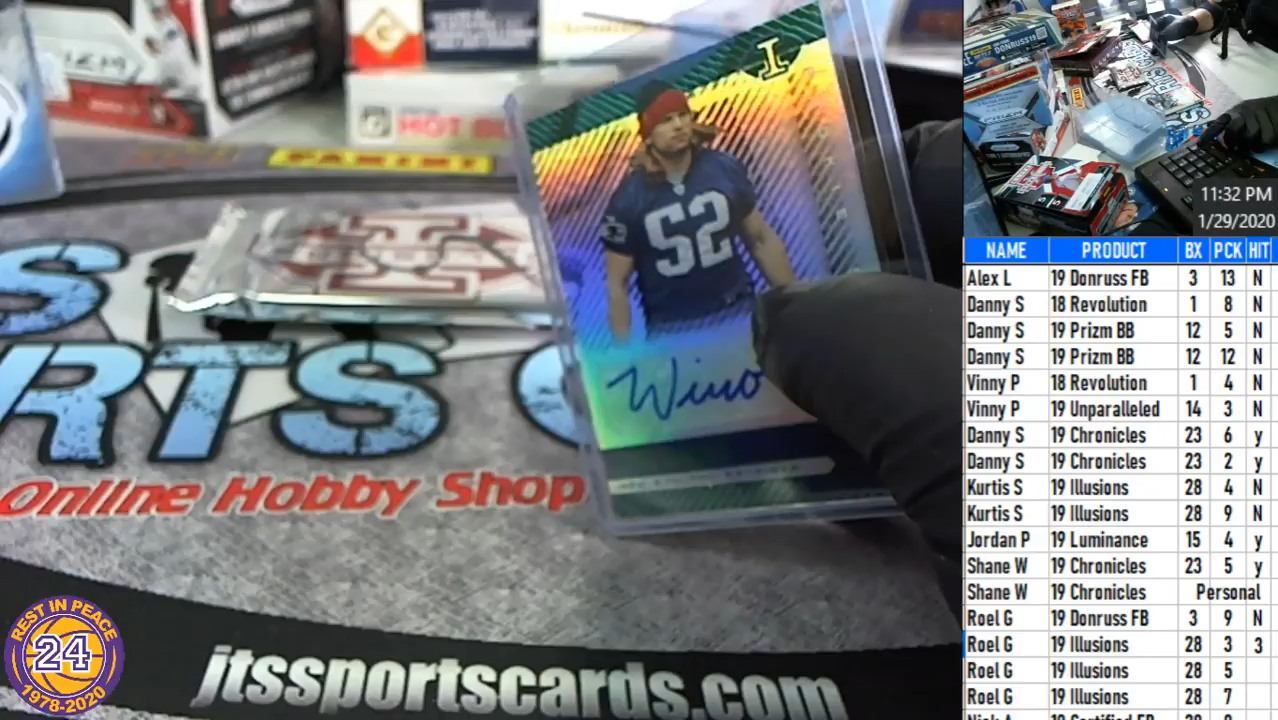 HOT BOX
PANINI
I
52
Wino
S
RTS C
Online Hobby Shop
jtssportscards.com
REST IN PEACE
24
1978-2020
DONRUSS19
PRIZM
11:32 PM
1/29/2020
NAME PRODUCT BX PCK HIT
Alex L 19 Donruss FB 3 13 N
Danny S 18 Revolution 1 8 N
Danny S 19 Prizm BB 12 5 N
Danny S 19 Prizm BB 12 12 N
Vinny P 18 Revolution 1 4 N
Vinny P 19 Unparalleled 14 3 N
Danny S 19 Chronicles 23 6 y
Danny S 19 Chronicles 23 2 y
Kurtis S 19 Illusions 28 4 N
Kurtis S 19 Illusions 28 9 N
Jordan P 19 Luminance 15 4 y
Shane W 19 Chronicles 23 5 y
Shane W 19 Chronicles Personal
Roel G 19 Donruss FB 3 9 N
Roel G 19 Illusions 28 3 3
Roel G 19 Illusions 28 5
Roel G 19 Illusions 28 7